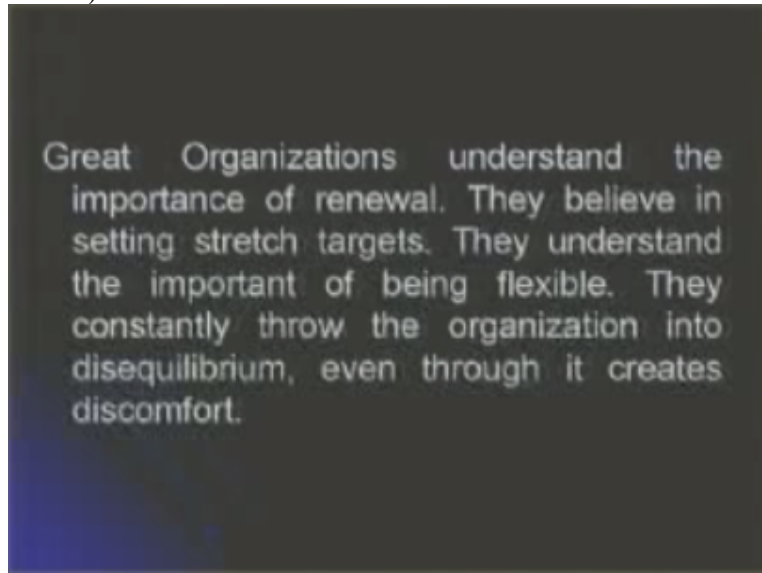 Great Organizations understand the
importance of renewal. They believe in
setting stretch targets. They understand
the important of being flexible. They
constantly throw the organization into
disequilibrium, even through it creates
discomfort.